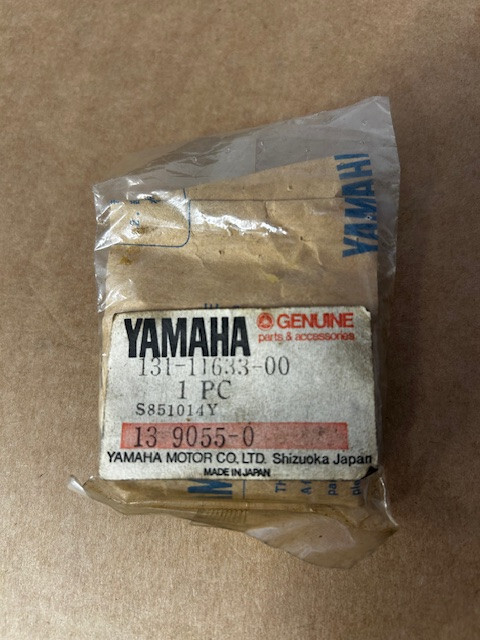 YAMAHA
YAMAHA GENUINE
parts & accessories
131-11633-00
1 PC
S851014Y
13 9055-0
YAMAHA MOTOR CO., LTD. Shizuoka Japan
MADE IN JAPAN